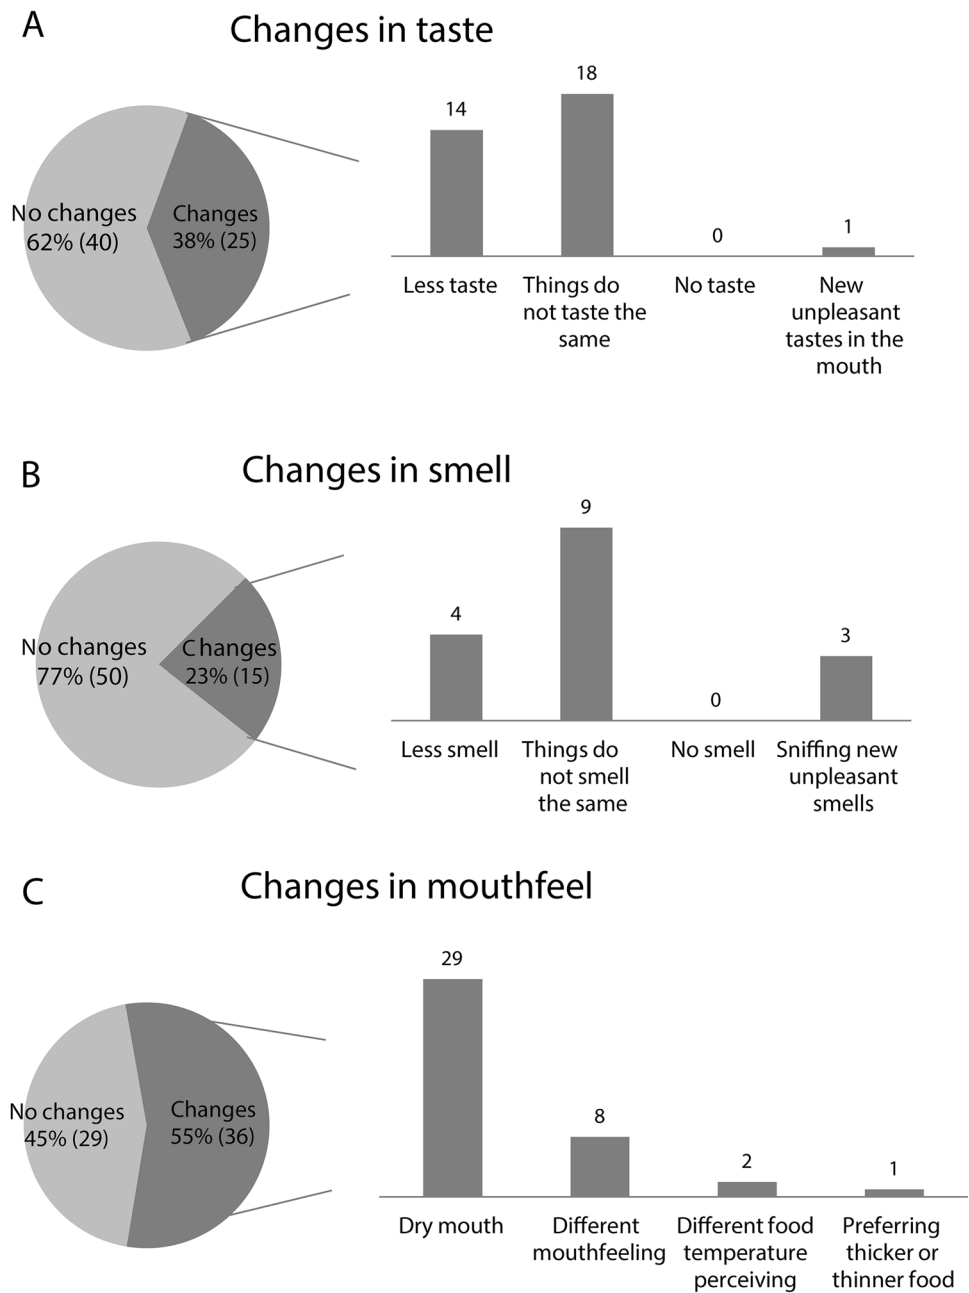 A
Changes in taste
No changes
62% (40)
Changes
38% (25)
14
18
0
1
Less taste
Things do
not taste the
same
No taste
New
unpleasant
tastes in the
mouth
B
Changes in smell
No changes
77% (50)
Changes
23% (15)
4
9
0
3
Less smell
Things do
not smell
the same
No smell
Sniffing new
unpleasant
smells
C
Changes in mouthfeel
No changes
45% (29)
Changes
55% (36)
29
8
2
1
Dry mouth
Different
mouthfeeling
Different food
temperature
perceiving
Preferring
thicker or
thinner food